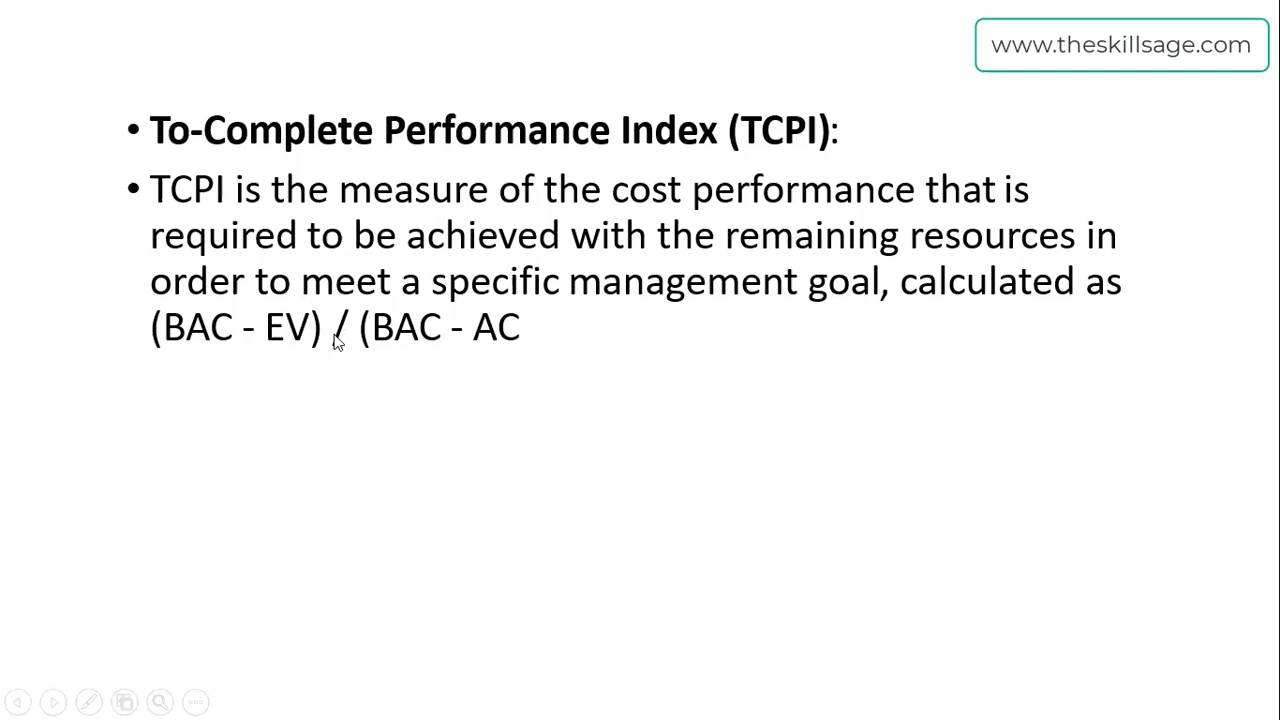 www.theskillsage.com
• To-Complete Performance Index (TCPI):
• TCPI is the measure of the cost performance that is
required to be achieved with the remaining resources in
order to meet a specific management goal, calculated as
(BAC - EV) / (BAC - AC